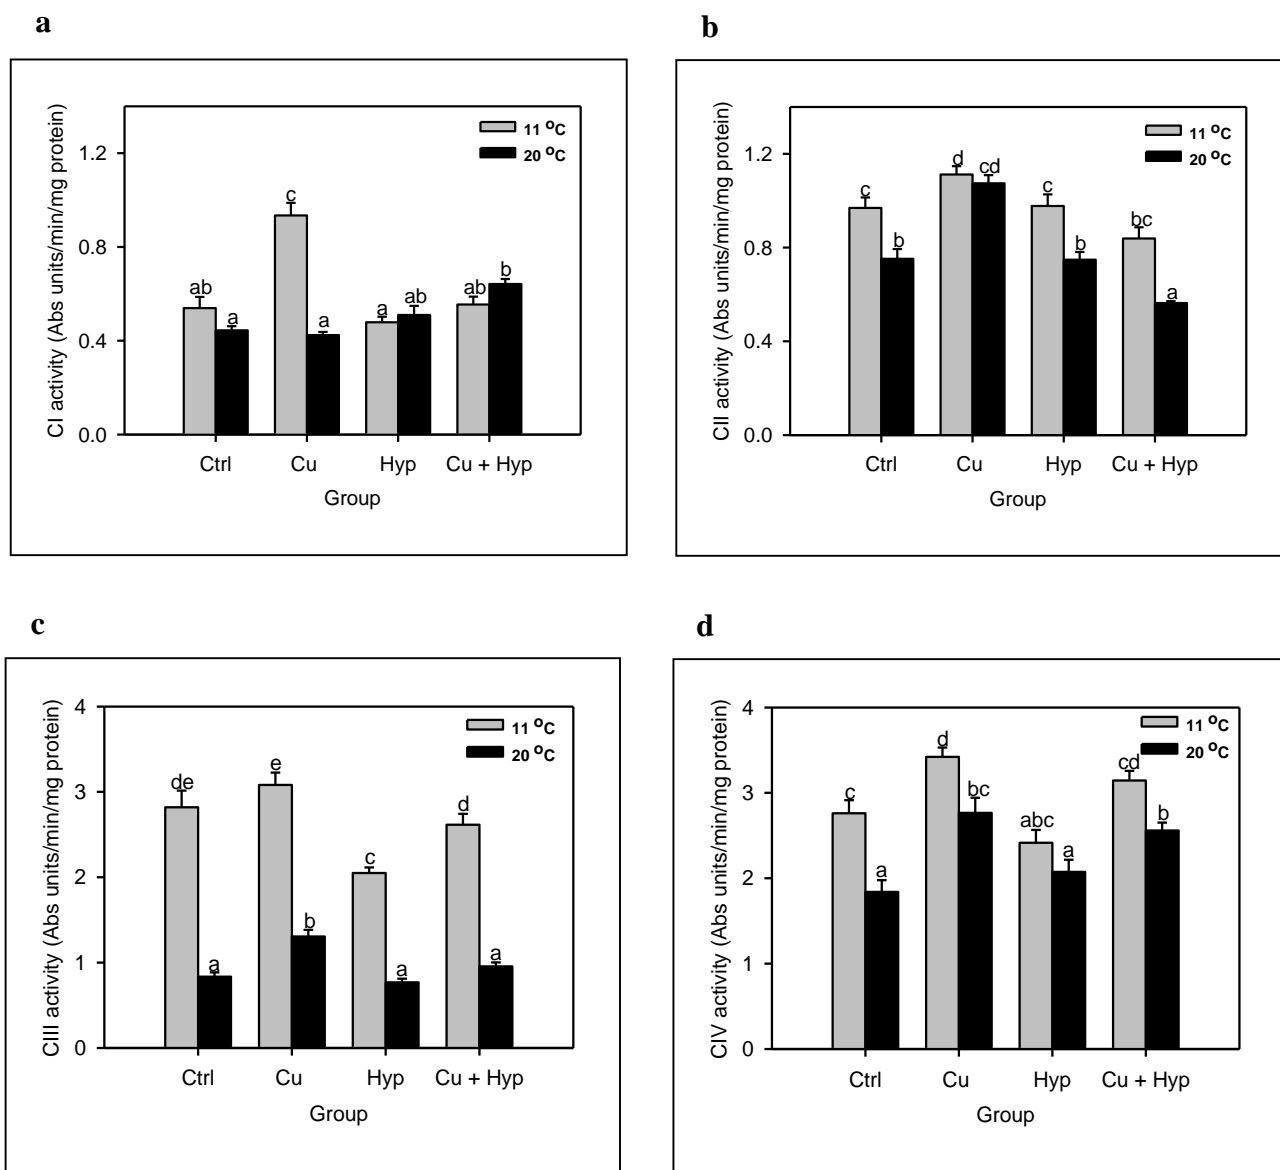 a
CI activity (Abs units/min/mg protein)
1.2
0.8
0.4
0.0
11 °C
20 °C
ab
a
c
a
a
ab
ab
b
Ctrl
Cu
Hyp
Cu + Hyp
Group
b
CII activity (Abs units/min/mg protein)
1.2
0.8
0.4
0.0
11 °C
20 °C
c
b
d
cd
c
b
bc
a
Ctrl
Cu
Hyp
Cu + Hyp
Group
c
CIII activity (Abs units/min/mg protein)
4
3
2
1
0
11 °C
20 °C
de
a
e
b
c
a
d
a
Ctrl
Cu
Hyp
Cu + Hyp
Group
d
CIV activity (Abs units/min/mg protein)
4
3
2
1
0
11 °C
20 °C
c
a
d
bc
abc
a
cd
b
Ctrl
Cu
Hyp
Cu + Hyp
Group